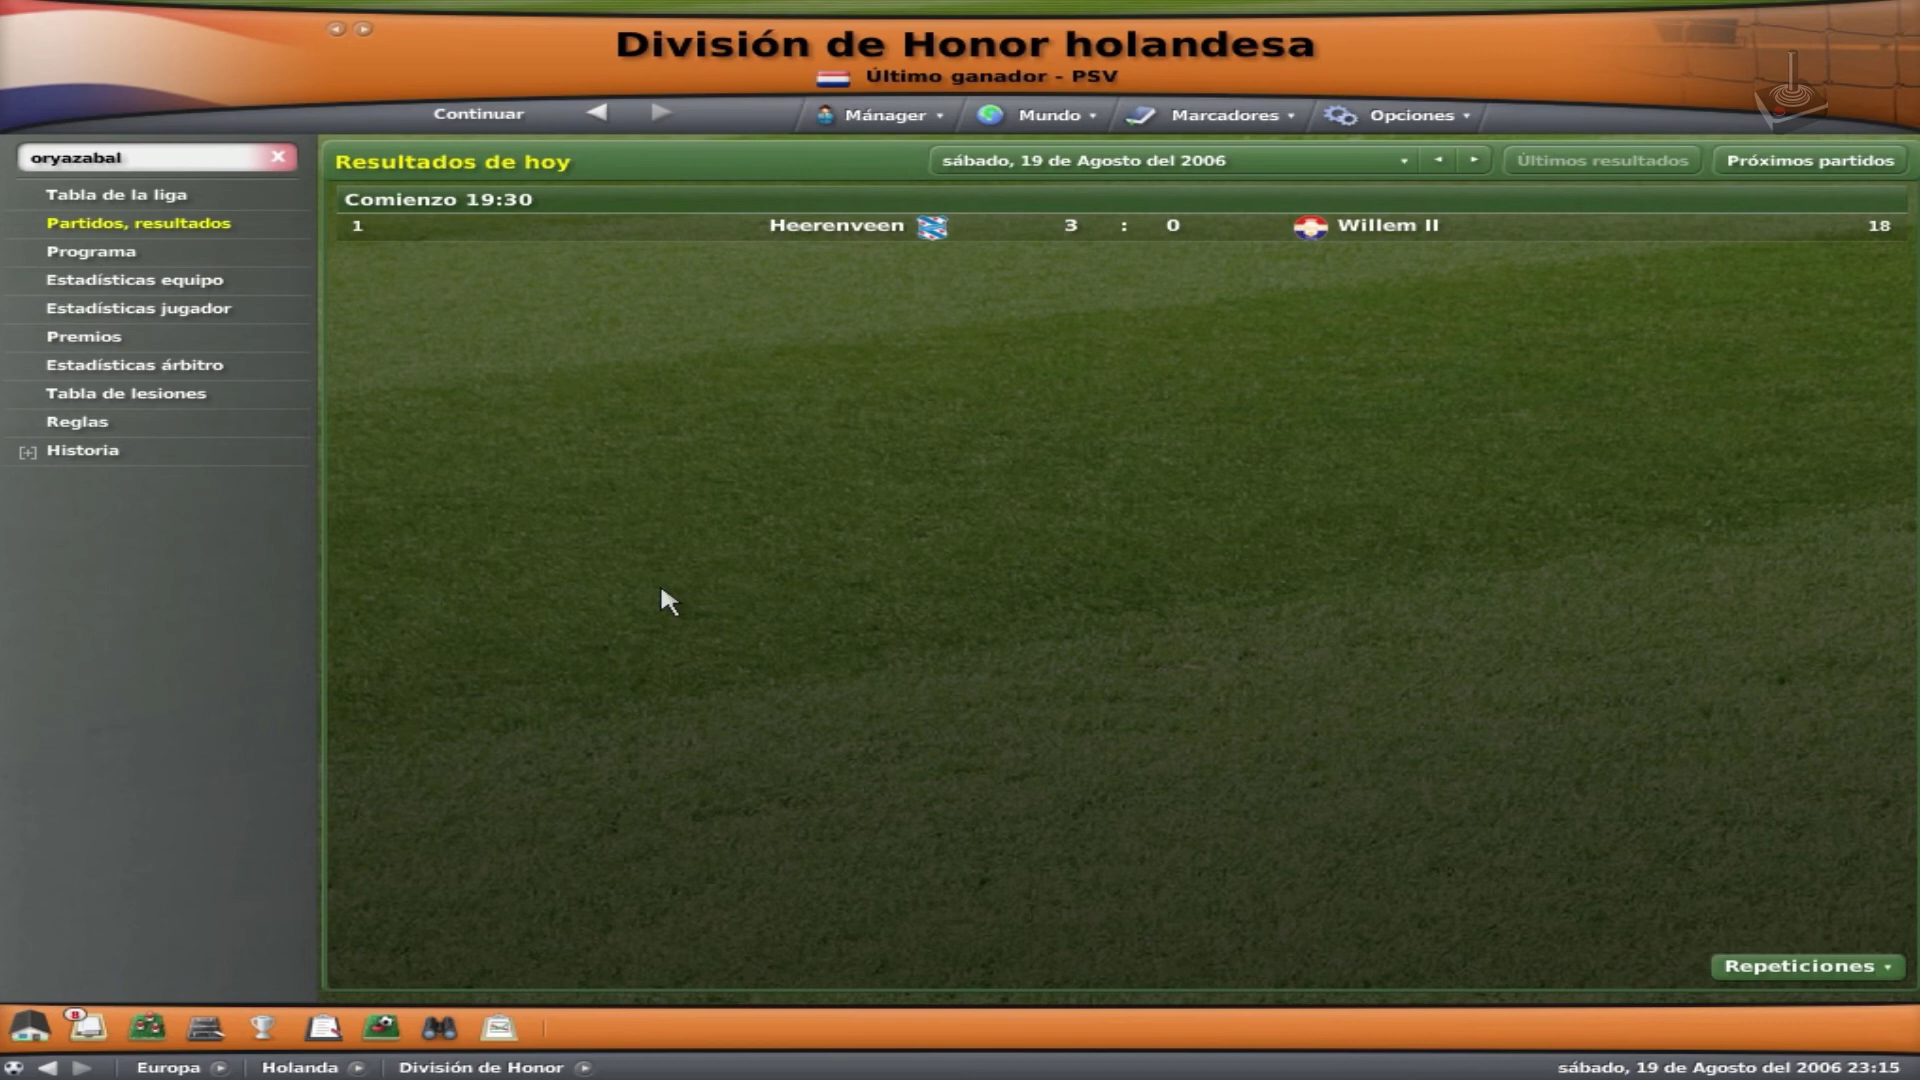 División de Honor holandesa
Último ganador - PSV
Continuar
Mánager
Mundo
Marcadores
Opciones
oryazabal
Tabla de la liga
Partidos, resultados
Programa
Estadísticas equipo
Estadísticas jugador
Premios
Estadísticas árbitro
Tabla de lesiones
Reglas
[+] Historia
Resultados de hoy
sábado, 19 de Agosto del 2006
Últimos resultados
Próximos partidos
Comienzo 19:30
1 Heerenveen 3 : 0 Willem II 18
Repeticiones
8
Europa
Holanda
División de Honor
sábado, 19 de Agosto del 2006 23:15